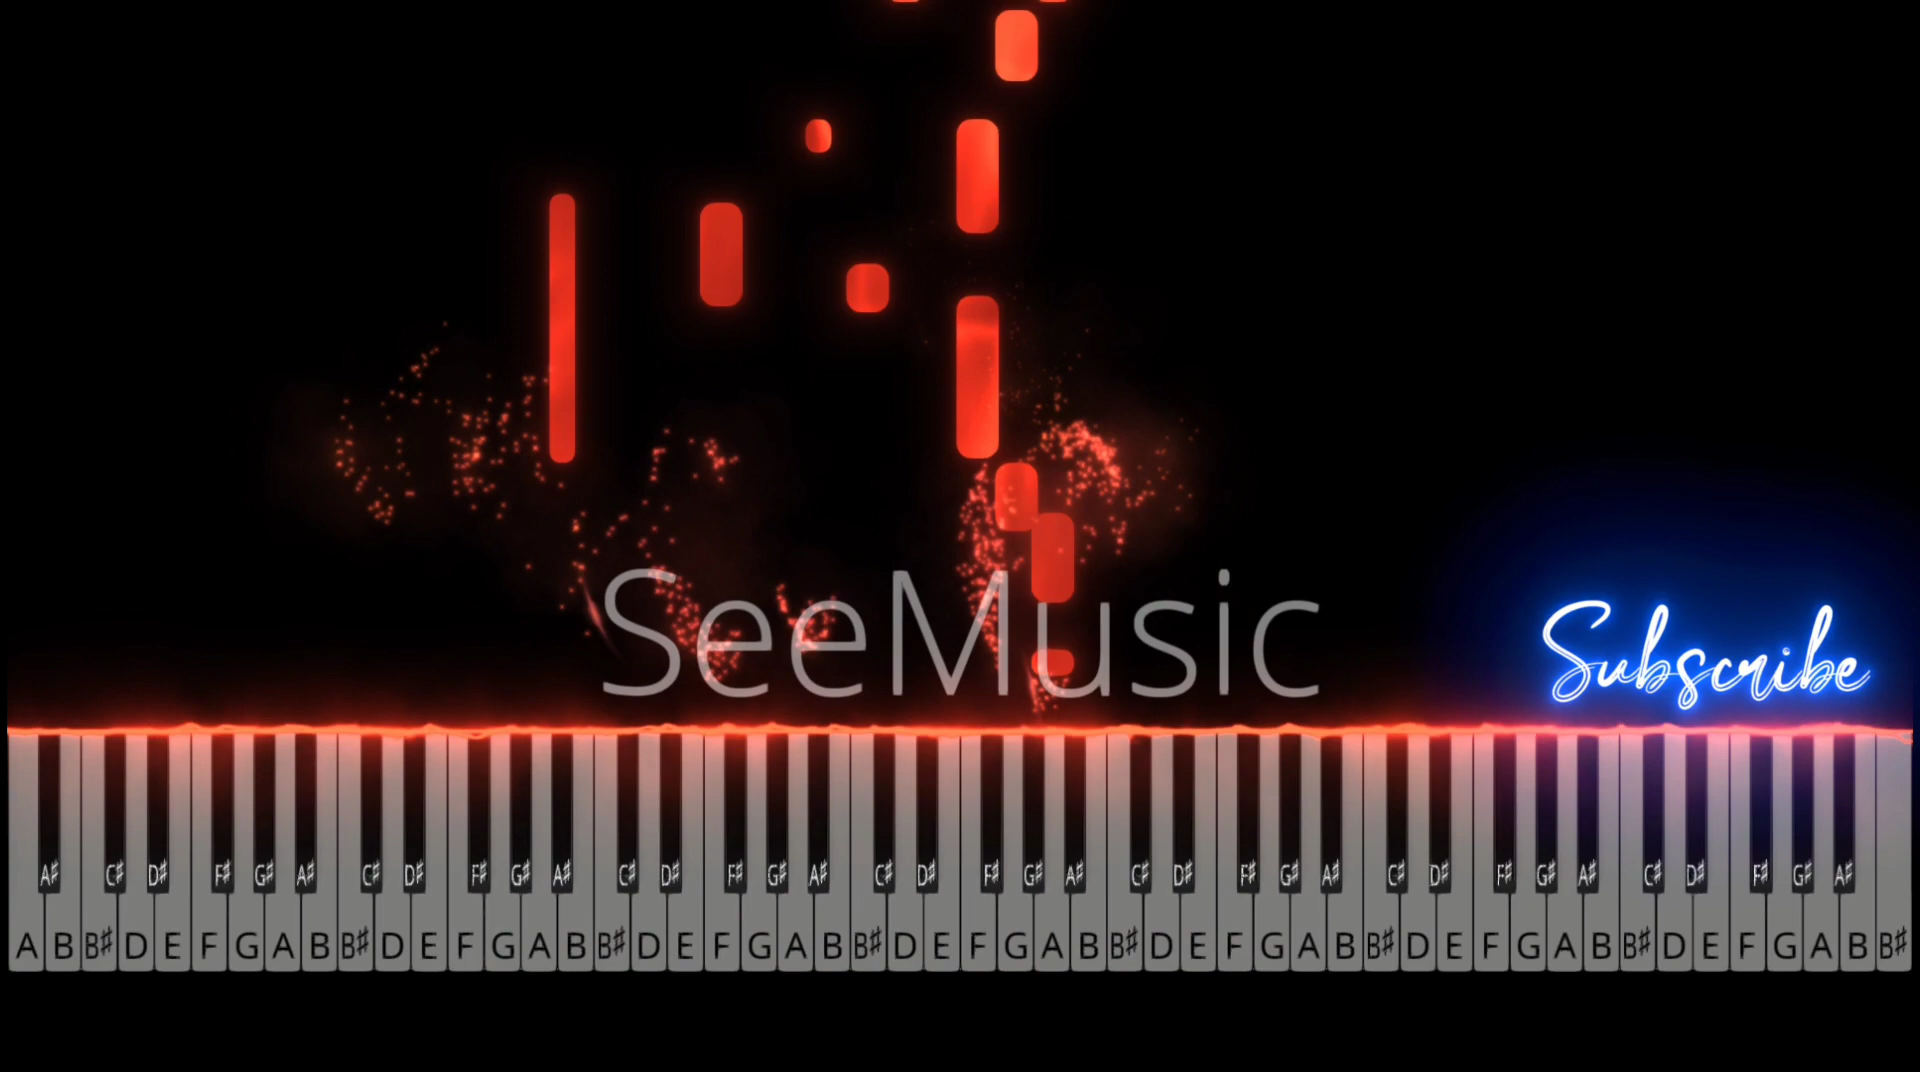 SeeMusic
Subscribe
A♯ C♯ D♯ F♯ G♯ A♯ C♯ D♯ F♯ G♯ A♯ C♯ D♯ F♯ G♯ A♯ C♯ D♯ F♯ G♯ A♯ C♯ D♯ F♯ G♯ A♯ C♯ D♯ F♯ G♯ A♯ C♯ D♯ F♯ G♯ A♯
A B B♯ D E F G A B B♯ D E F G A B B♯ D E F G A B B♯ D E F G A B B♯ D E F G A B B♯ D E F G A B B♯ D E F G A B B♯